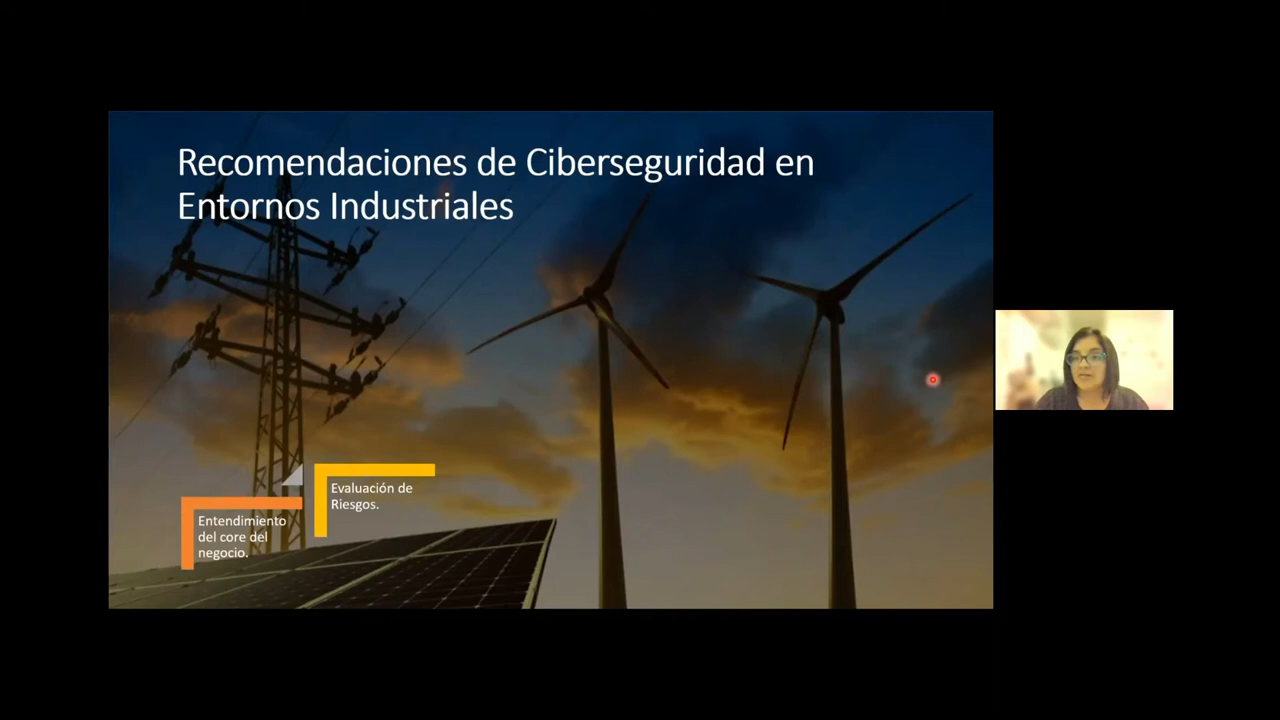 Recomendaciones de Ciberseguridad en
Entornos Industriales
Entendimiento
del core del
negocio.
Evaluación de
Riesgos.